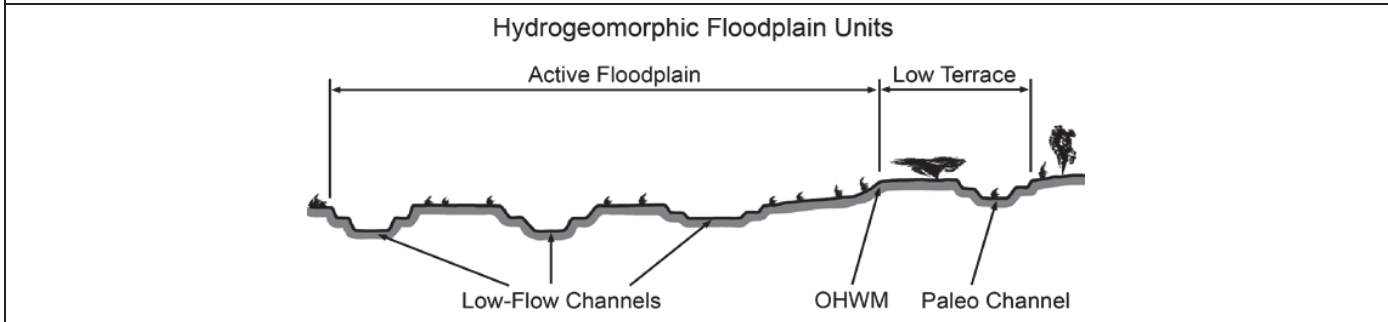 Hydrogeomorphic Floodplain Units
Active Floodplain
Low Terrace
Low-Flow Channels
OHWM
Paleo Channel